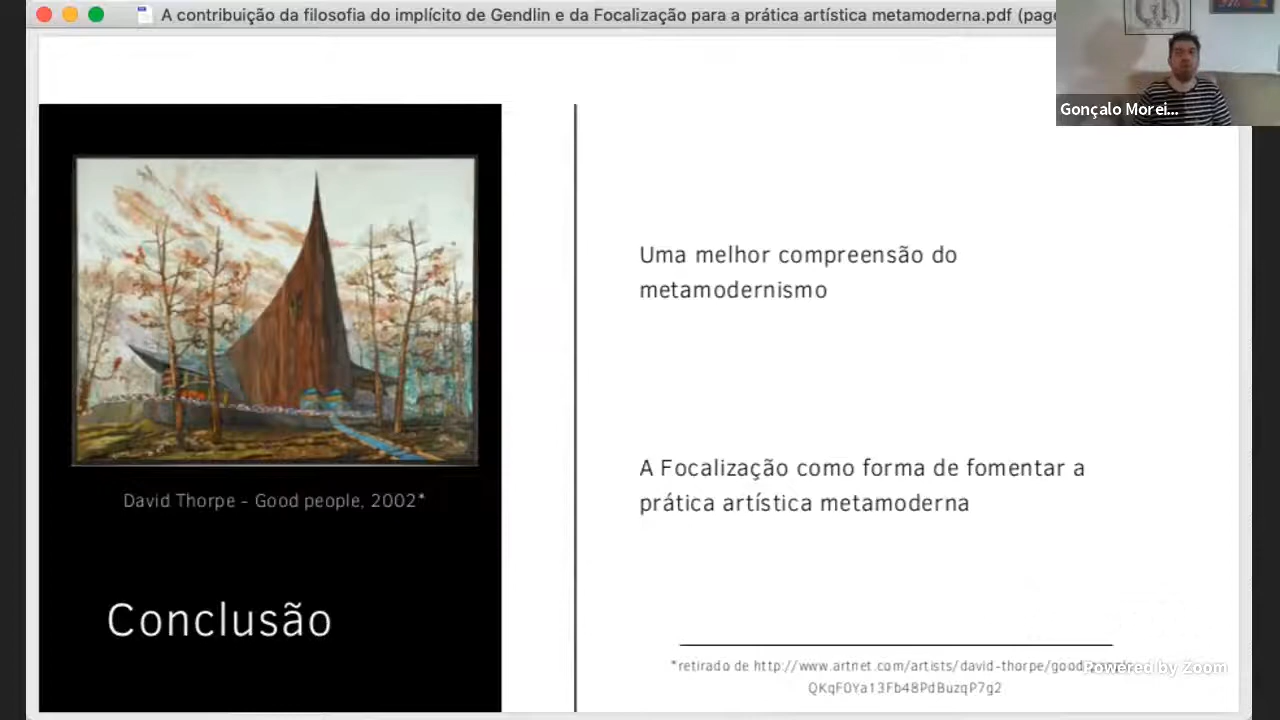 A contribuição da filosofia do implícito de Gendlin e da Focalização para a prática artística metamoderna.pdf (page
Gonçalo Morei...
Uma melhor compreensão do
metamodernismo
A Focalização como forma de fomentar a
prática artística metamoderna
David Thorpe - Good people, 2002*
Conclusão
*retirado de http://www.artnet.com/artists/david-thorpe/good
Powered by Zoom
QKqF0Ya13Fb48PdBuzqP7g2